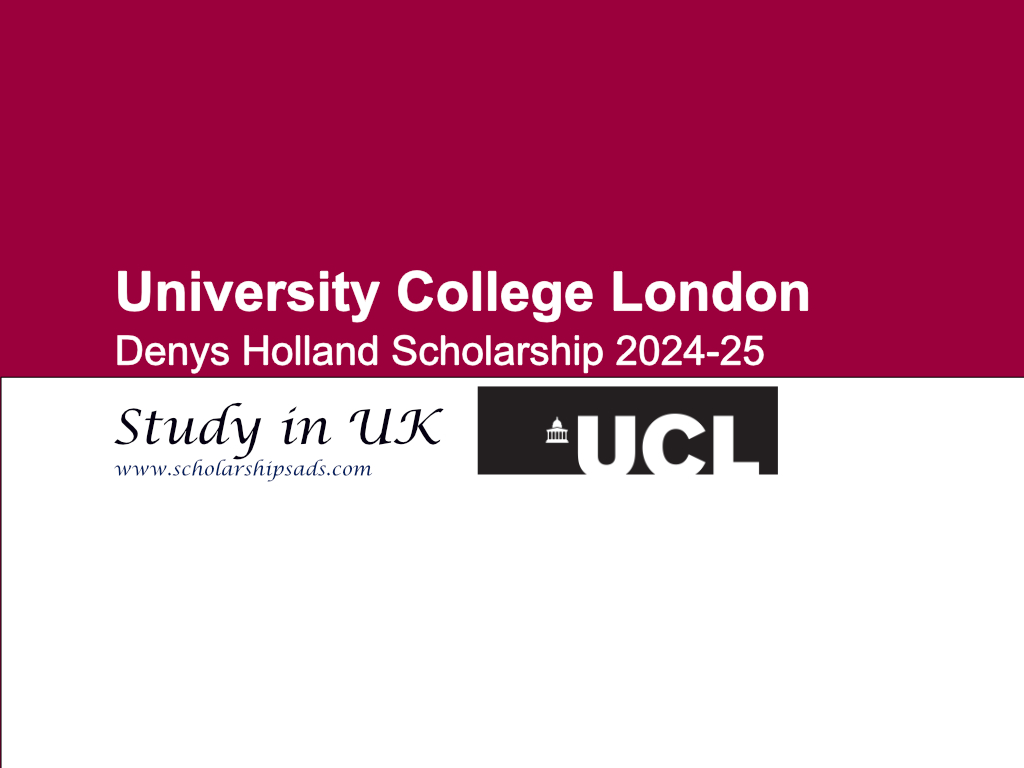 University College London
Denys Holland Scholarship 2024-25
Study in UK
www.scholarshipsads.com
UCL